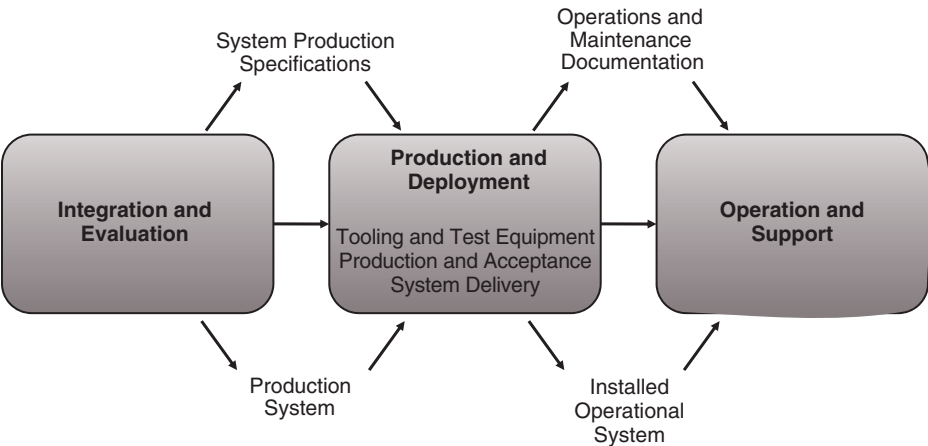 System Production
Specifications
Operations and
Maintenance
Documentation
Integration and
Evaluation
Production and
Deployment
Tooling and Test Equipment
Production and Acceptance
System Delivery
Operation and
Support
Production
System
Installed
Operational
System